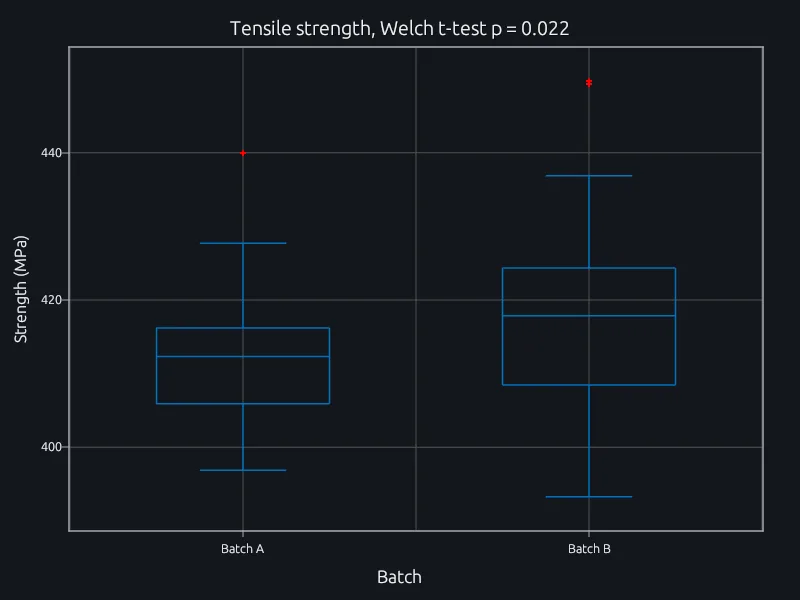 Tensile strength, Welch t-test p = 0.022
Strength (MPa)
440
420
400
Batch A
Batch B
Batch